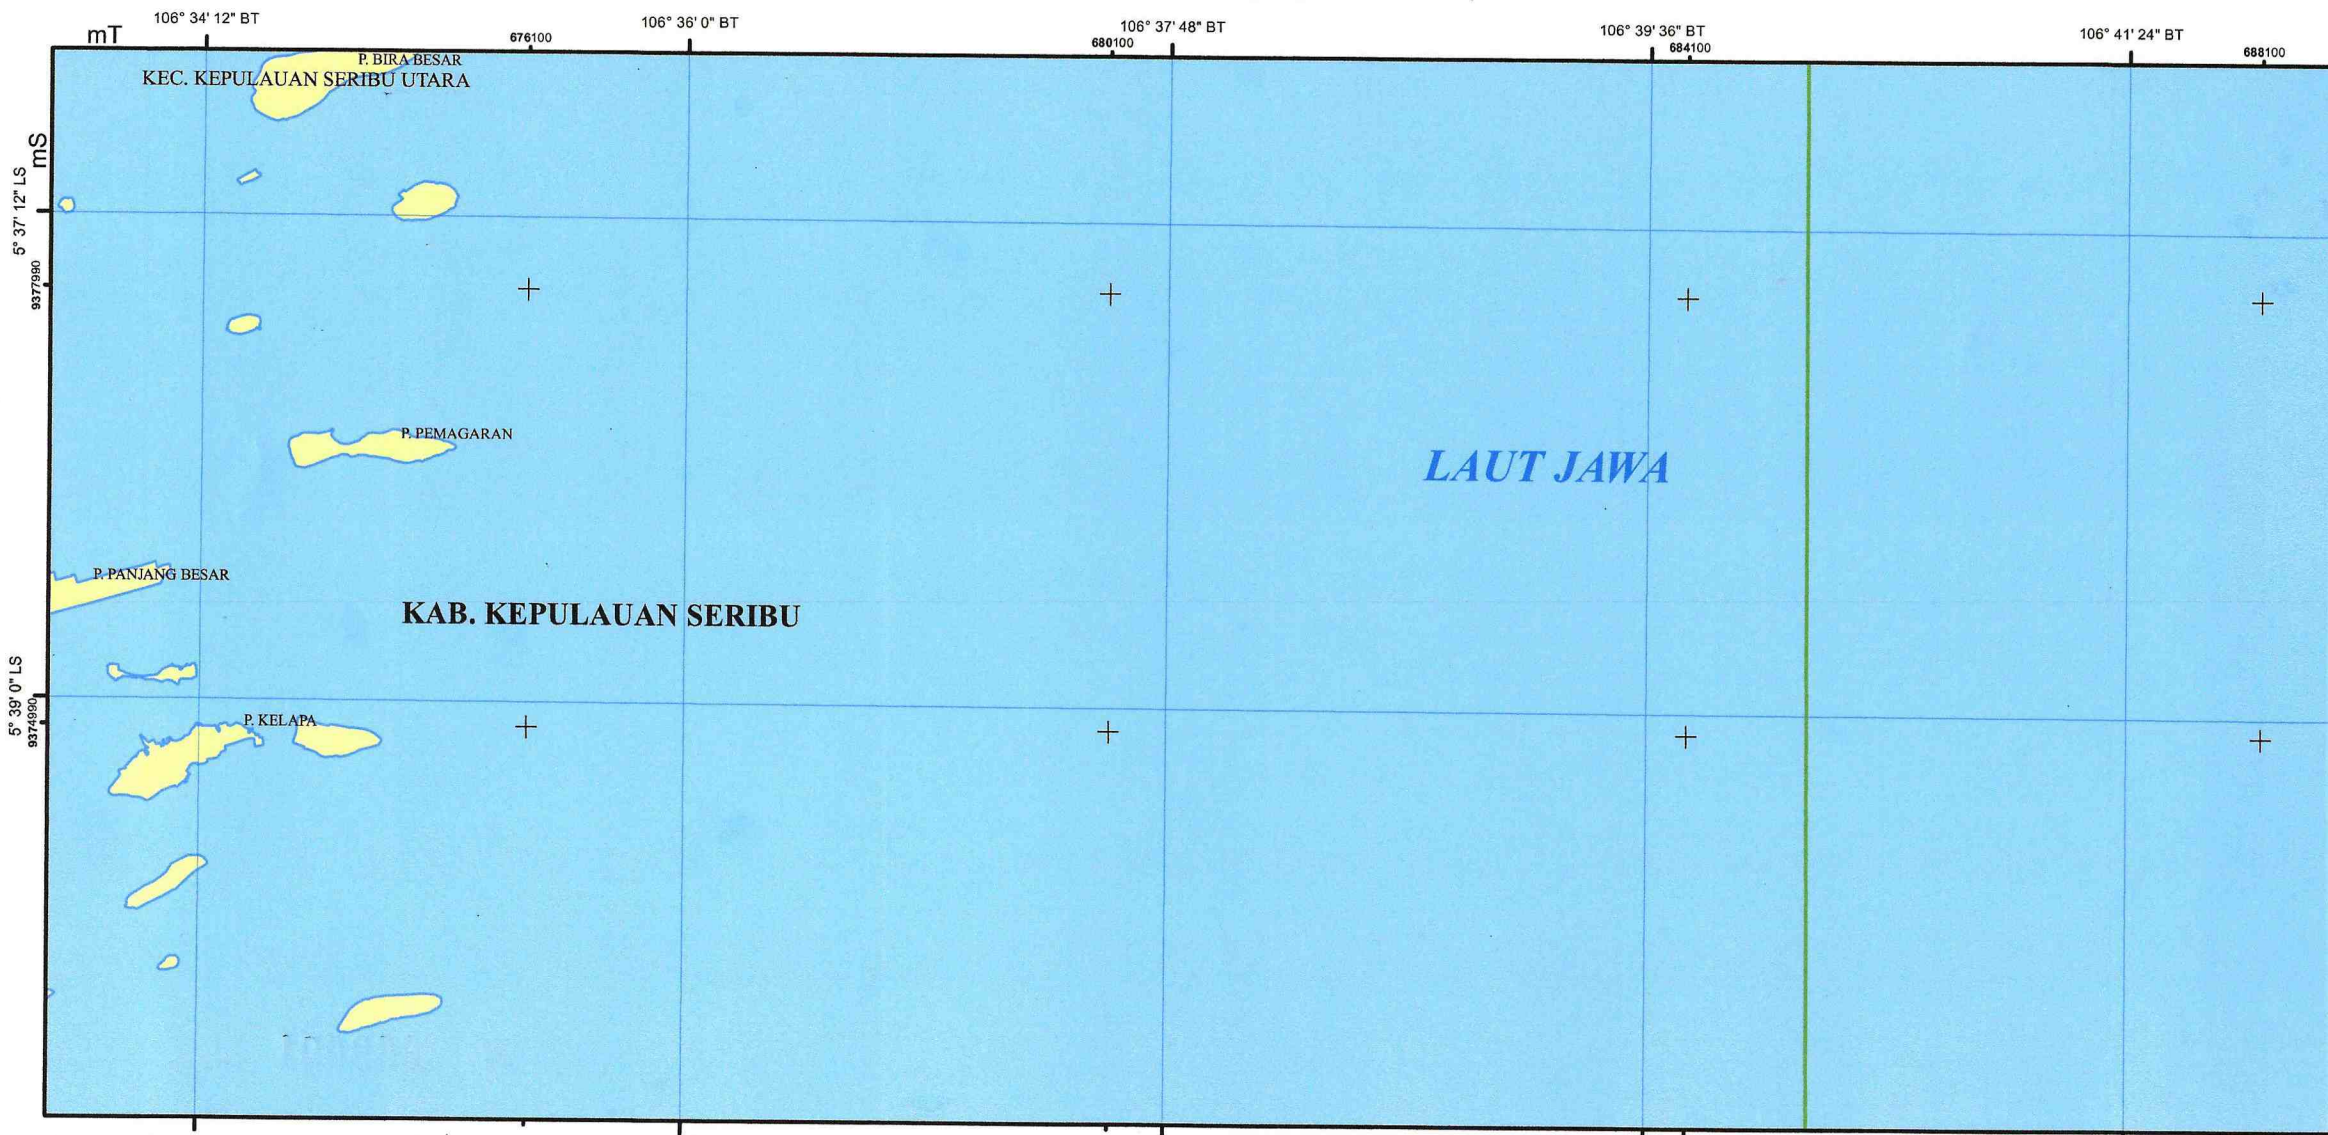 106° 34' 12" BT
106° 36' 0" BT
106° 37' 48" BT
106° 39' 36" BT
106° 41' 24" BT
mT
676100
680100
684100
688100
P. BIRA BESAR
KEC. KEPULAUAN SERIBU UTARA
mS
5° 37' 12" LS
9377990
P. PEMAGARAN
LAUT JAWA
P. PANJANG BESAR
KAB. KEPULAUAN SERIBU
5° 39' 0" LS
9374990
P. KELAPA